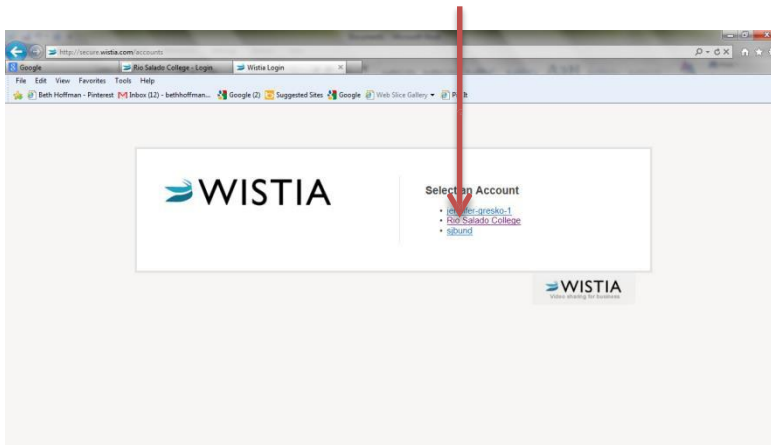 http://secure.wistia.com/accounts
Google
Rio Salado College - Login
Wistia Login
File Edit View Favorites Tools Help
Beth Hoffman - Pinterest Inbox (12) - bethhoffman... Google (2) Suggested Sites Google Web Slice Gallery
WISTIA
Select an Account
jennifer-gresko-1
Rio Salado College
sjbund
WISTIA
Video sharing for business